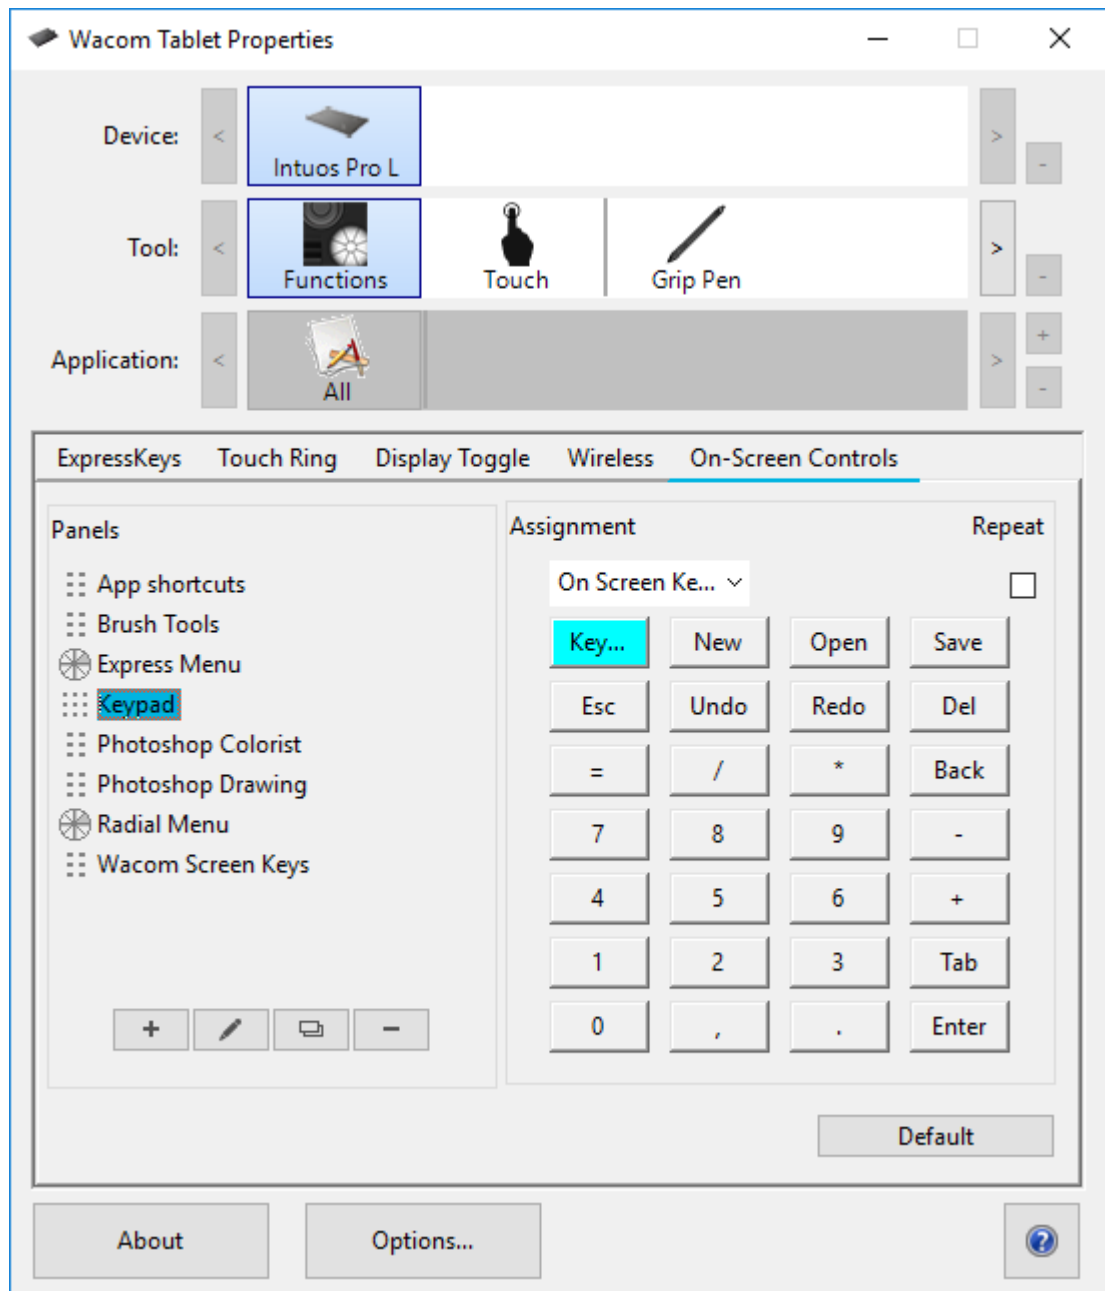 Wacom Tablet Properties
Device:
<
Intuos Pro L
>
-
Tool:
<
Functions
Touch
Grip Pen
>
-
Application:
<
All
>
+
-
ExpressKeys Touch Ring Display Toggle Wireless On-Screen Controls
Panels
App shortcuts
Brush Tools
Express Menu
Keypad
Photoshop Colorist
Photoshop Drawing
Radial Menu
Wacom Screen Keys
+ -
Assignment Repeat
On Screen Ke...
Key... New Open Save
Esc Undo Redo Del
= / * Back
7 8 9 -
4 5 6 +
1 2 3 Tab
0 , . Enter
Default
About Options... ?